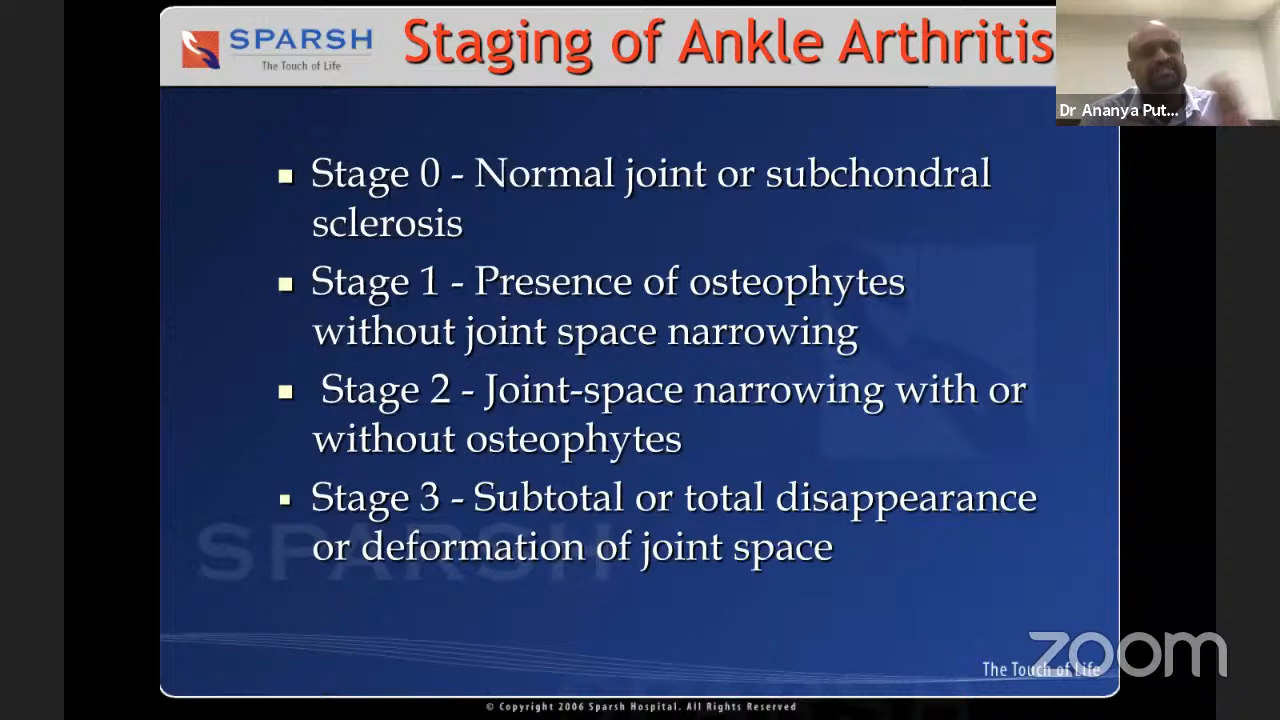 SPARSH
The Touch of Life
Staging of Ankle Arthritis
Dr Ananya Put...
Stage 0 - Normal joint or subchondral
sclerosis
Stage 1 - Presence of osteophytes
without joint space narrowing
Stage 2 - Joint-space narrowing with or
without osteophytes
Stage 3 - Subtotal or total disappearance
or deformation of joint space
SPARSH
zoom
The Touch of Life
© Copyright 2006 Sparsh Hospital. All Rights Reserved